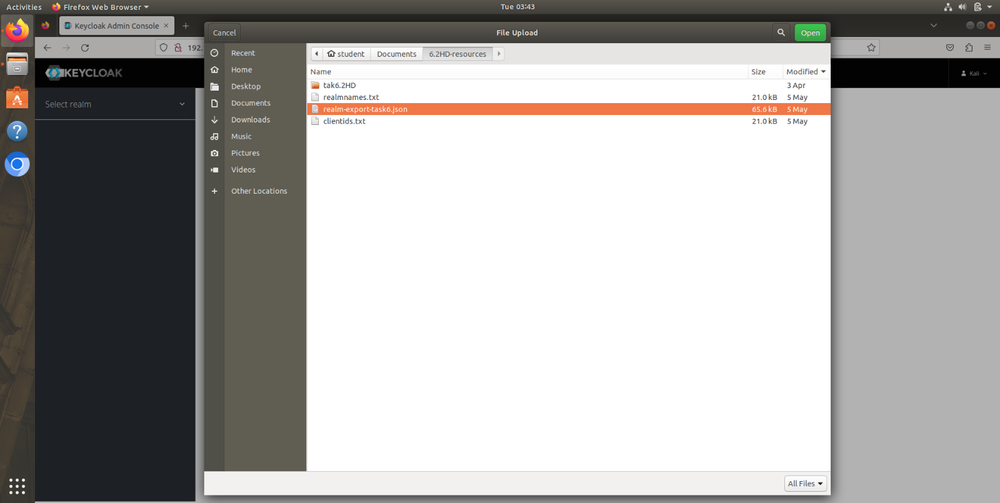 Activities Firefox Web Browser Tue 03:43
Keycloak Admin Console
192.
Cancel File Upload Open
KEYCLOAK
Kali
Select realm
Recent
Home
Desktop
Documents
Downloads
Music
Pictures
Videos
Other Locations
student Documents 6.2HD-resources
Name Size Modified
tak6.2HD 3 Apr
realmnames.txt 21.0 kB 5 May
realm-export-task6.json 65.6 kB 5 May
clientids.txt 21.0 kB 5 May
All Files